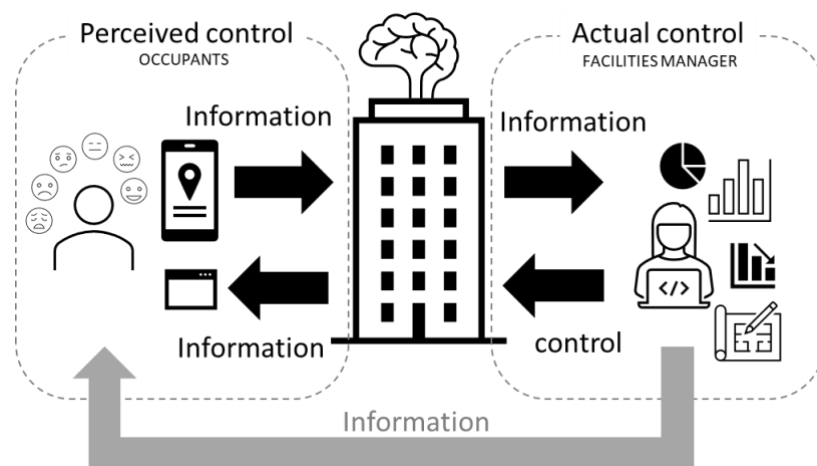 Perceived control
OCCUPANTS
Actual control
FACILITIES MANAGER
Information
Information
</>
Information
control
Information